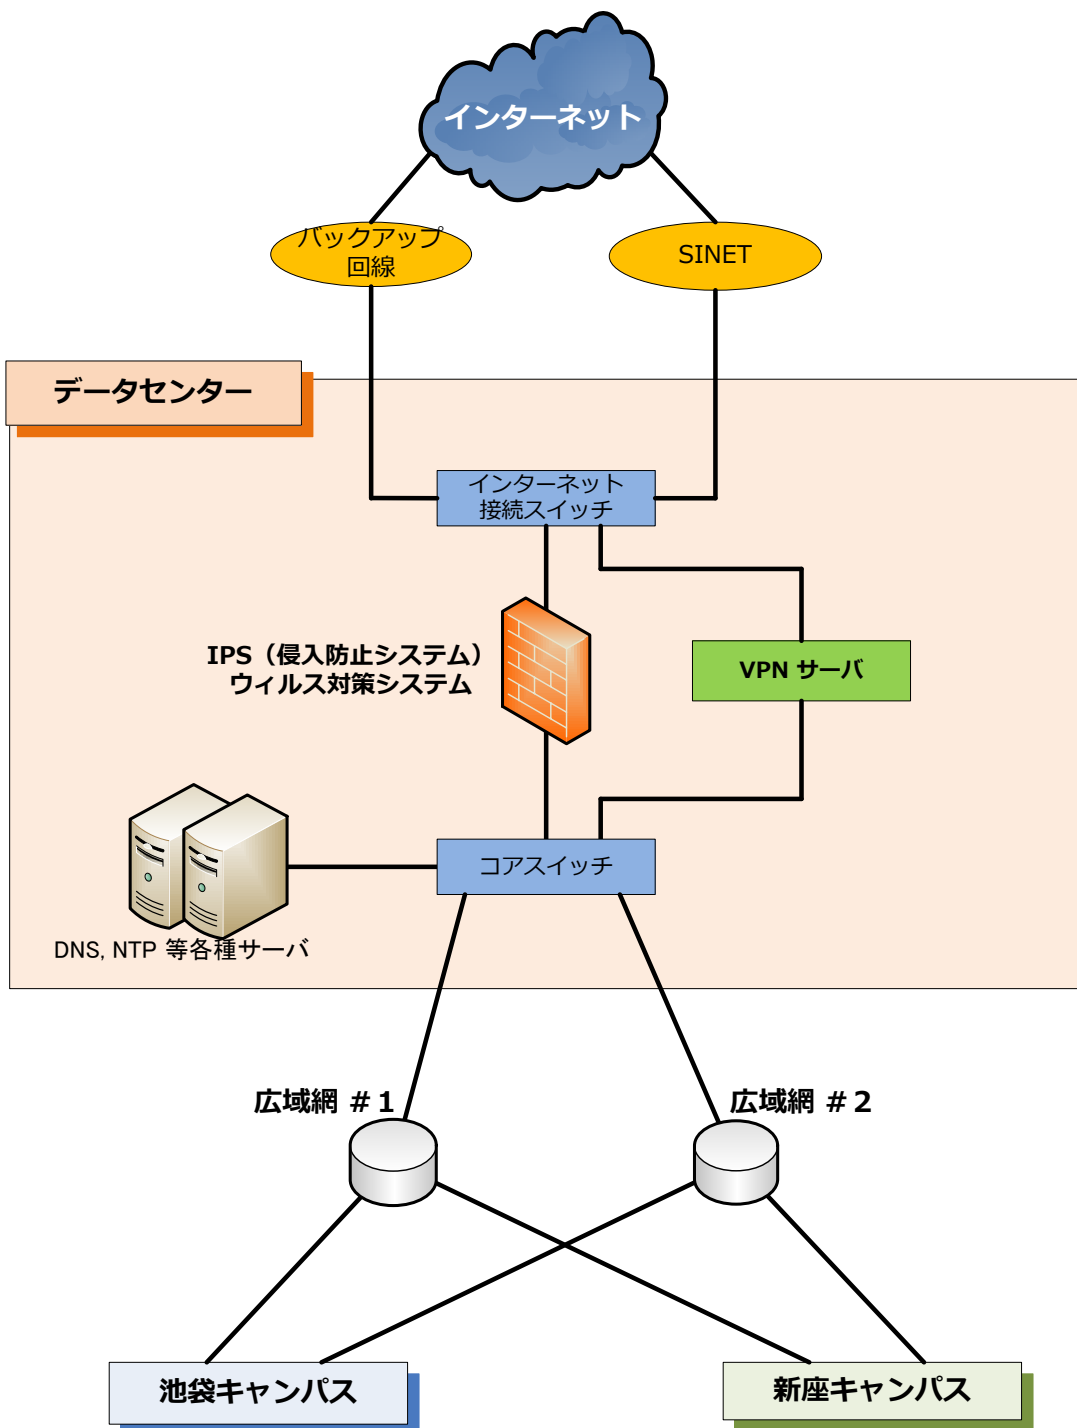 インターネット
バックアップ
回線
SINET
データセンター
インターネット
接続スイッチ
IPS（侵入防止システム）
ウィルス対策システム
VPN サーバ
コアスイッチ
DNS, NTP 等各種サーバ
広域網 ＃１
広域網 ＃２
池袋キャンパス
新座キャンパス